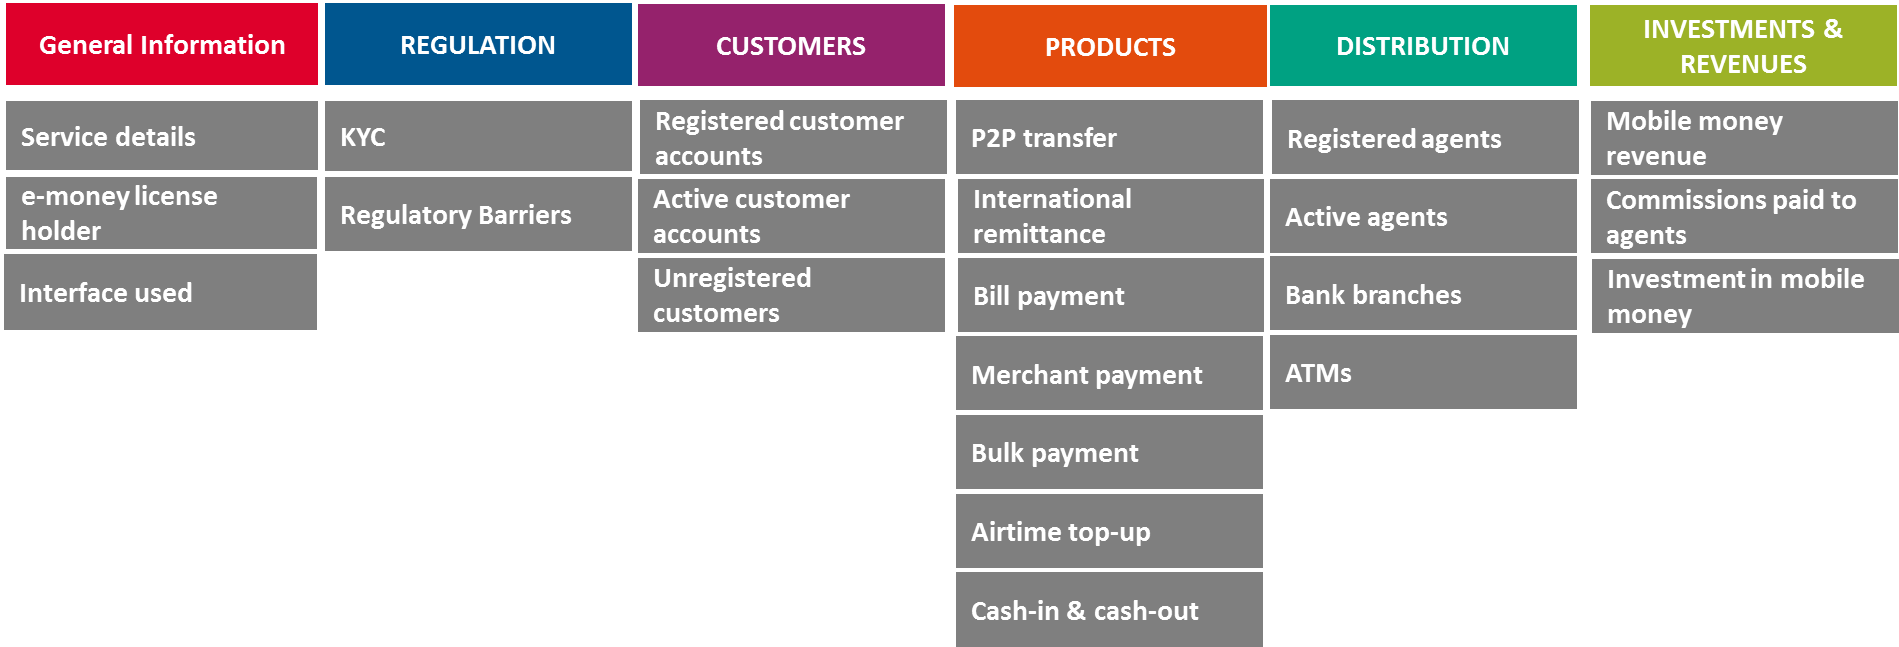 General Information
REGULATION
CUSTOMERS
PRODUCTS
DISTRIBUTION
INVESTMENTS &
REVENUES
Service details
e-money license
holder
Interface used
KYC
Regulatory Barriers
Registered customer
accounts
Active customer
accounts
Unregistered
customers
P2P transfer
International
remittance
Bill payment
Merchant payment
Bulk payment
Airtime top-up
Cash-in & cash-out
Registered agents
Active agents
Bank branches
ATMs
Mobile money
revenue
Commissions paid to
agents
Investment in mobile
money